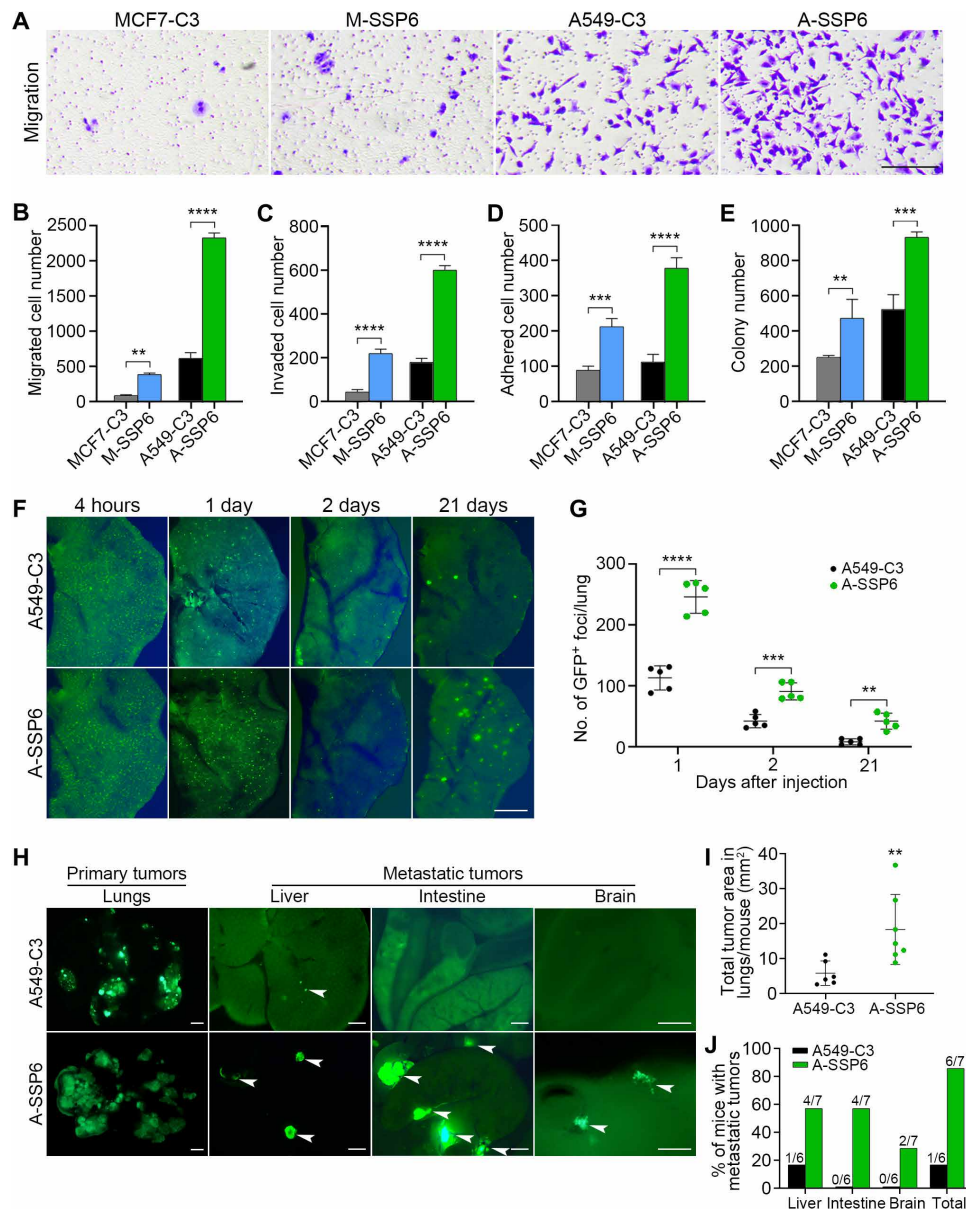 A
MCF7-C3 M-SSP6 A549-C3 A-SSP6
Migration
B
Migrated cell number
2500
2000
1500
1000
500
0
**
****
MCF7-C3
M-SSP6
A549-C3
A-SSP6
C
Invaded cell number
800
600
400
200
0
****
****
MCF7-C3
M-SSP6
A549-C3
A-SSP6
D
Adhered cell number
500
400
300
200
100
0
***
****
MCF7-C3
M-SSP6
A549-C3
A-SSP6
E
Colony number
1000
800
600
400
200
0
**
***
MCF7-C3
M-SSP6
A549-C3
A-SSP6
F
4 hours 1 day 2 days 21 days
A549-C3
A-SSP6
G
No. of GFP⁺ foci/lung
300
200
100
0
****
***
**
A549-C3
A-SSP6
1 2 21
Days after injection
H
Primary tumors Metastatic tumors
Lungs Liver Intestine Brain
A549-C3
A-SSP6
I
Total tumor area in
lungs/mouse (mm²)
40
30
20
10
0
**
A549-C3 A-SSP6
J
% of mice with
metastatic tumors
100
80
60
40
20
0
A549-C3
A-SSP6
1/6 4/7 0/6 4/7 0/6 2/7 1/6 6/7
Liver Intestine Brain Total